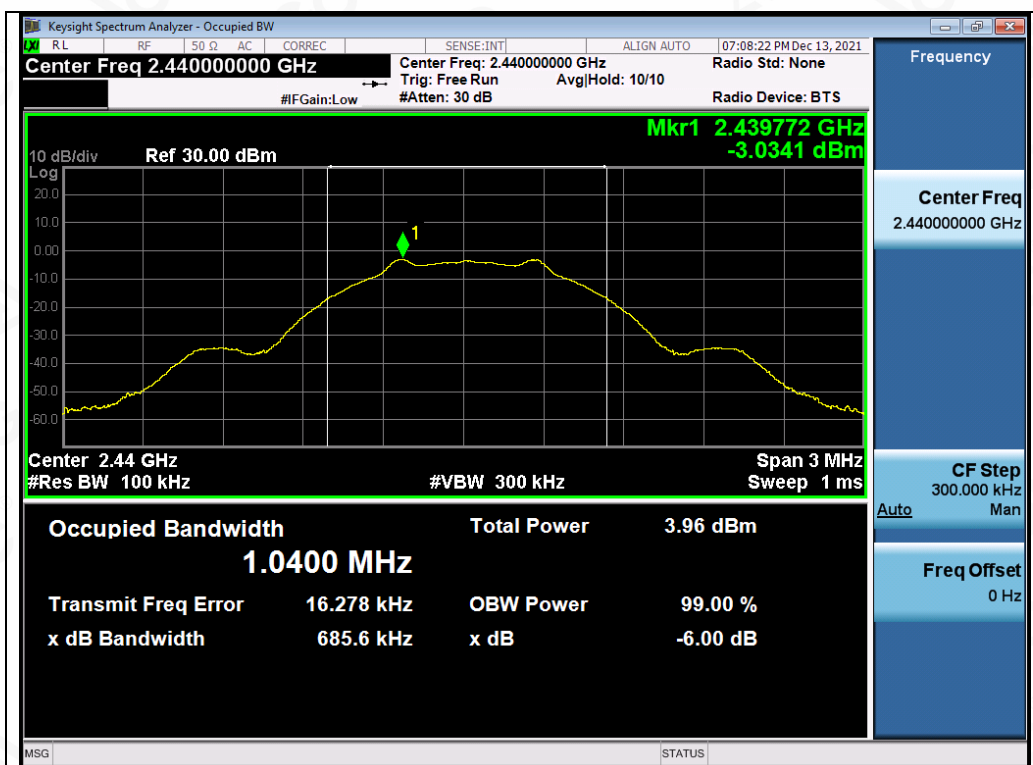 Keysight Spectrum Analyzer - Occupied BW
LXI RL RF 50 Ω AC CORREC SENSE:INT ALIGN AUTO 07:08:22 PM Dec 13, 2021
Center Freq 2.440000000 GHz
Center Freq: 2.440000000 GHz Radio Std: None
Trig: Free Run Avg|Hold: 10/10
#IFGain:Low #Atten: 30 dB Radio Device: BTS
Frequency
Mkr1 2.439772 GHz
-3.0341 dBm
10 dB/div Ref 30.00 dBm
Log
20.0
10.0
0.00
-10.0
-20.0
-30.0
-40.0
-50.0
-60.0
1
Center 2.44 GHz Span 3 MHz
#Res BW 100 kHz #VBW 300 kHz Sweep 1 ms
Occupied Bandwidth Total Power 3.96 dBm
1.0400 MHz
Transmit Freq Error 16.278 kHz OBW Power 99.00 %
x dB Bandwidth 685.6 kHz x dB -6.00 dB
Center Freq
2.440000000 GHz
CF Step
300.000 kHz
Auto Man
Freq Offset
0 Hz
MSG STATUS